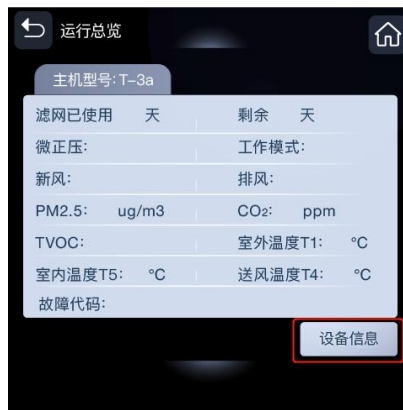 运行总览
主机型号:T-3a
滤网已使用 天 剩余 天
微正压: 工作模式:
新风: 排风:
PM2.5: ug/m3 CO₂: ppm
TVOC: 室外温度T1: °C
室内温度T5: °C 送风温度T4: °C
故障代码:
设备信息